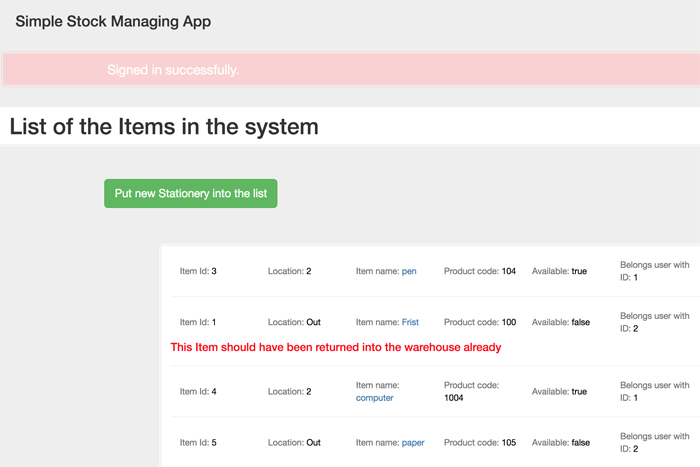 Simple Stock Managing App
Signed in successfully.
List of the Items in the system
Put new Stationery into the list
Item Id: 3 Location: 2 Item name: pen Product code: 104 Available: true Belongs user with ID: 1
Item Id: 1 Location: Out Item name: Frist Product code: 100 Available: false Belongs user with ID: 2
This Item should have been returned into the warehouse already
Item Id: 4 Location: 2 Item name: computer Product code: 1004 Available: true Belongs user with ID: 1
Item Id: 5 Location: Out Item name: paper Product code: 105 Available: false Belongs user with ID: 2